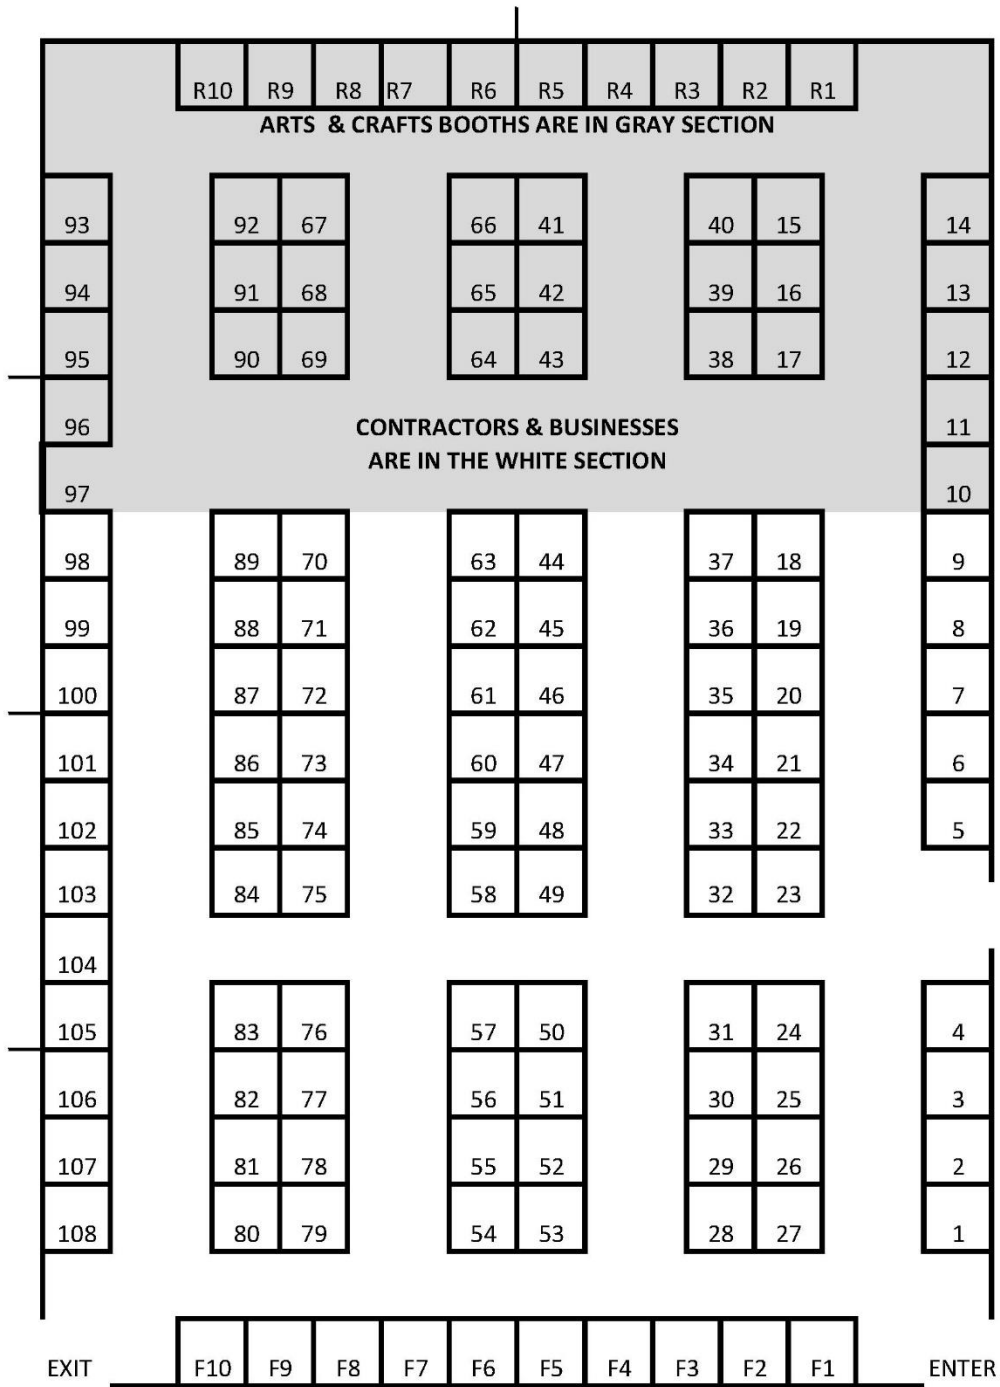 R10 R9 R8 R7 R6 R5 R4 R3 R2 R1
ARTS & CRAFTS BOOTHS ARE IN GRAY SECTION
93 92 67 66 41 40 15 14
94 91 68 65 42 39 16 13
95 90 69 64 43 38 17 12
96 CONTRACTORS & BUSINESSES 11
ARE IN THE WHITE SECTION
97 10
98 89 70 63 44 37 18 9
99 88 71 62 45 36 19 8
100 87 72 61 46 35 20 7
101 86 73 60 47 34 21 6
102 85 74 59 48 33 22 5
103 84 75 58 49 32 23
104
105 83 76 57 50 31 24 4
106 82 77 56 51 30 25 3
107 81 78 55 52 29 26 2
108 80 79 54 53 28 27 1
EXIT F10 F9 F8 F7 F6 F5 F4 F3 F2 F1 ENTER